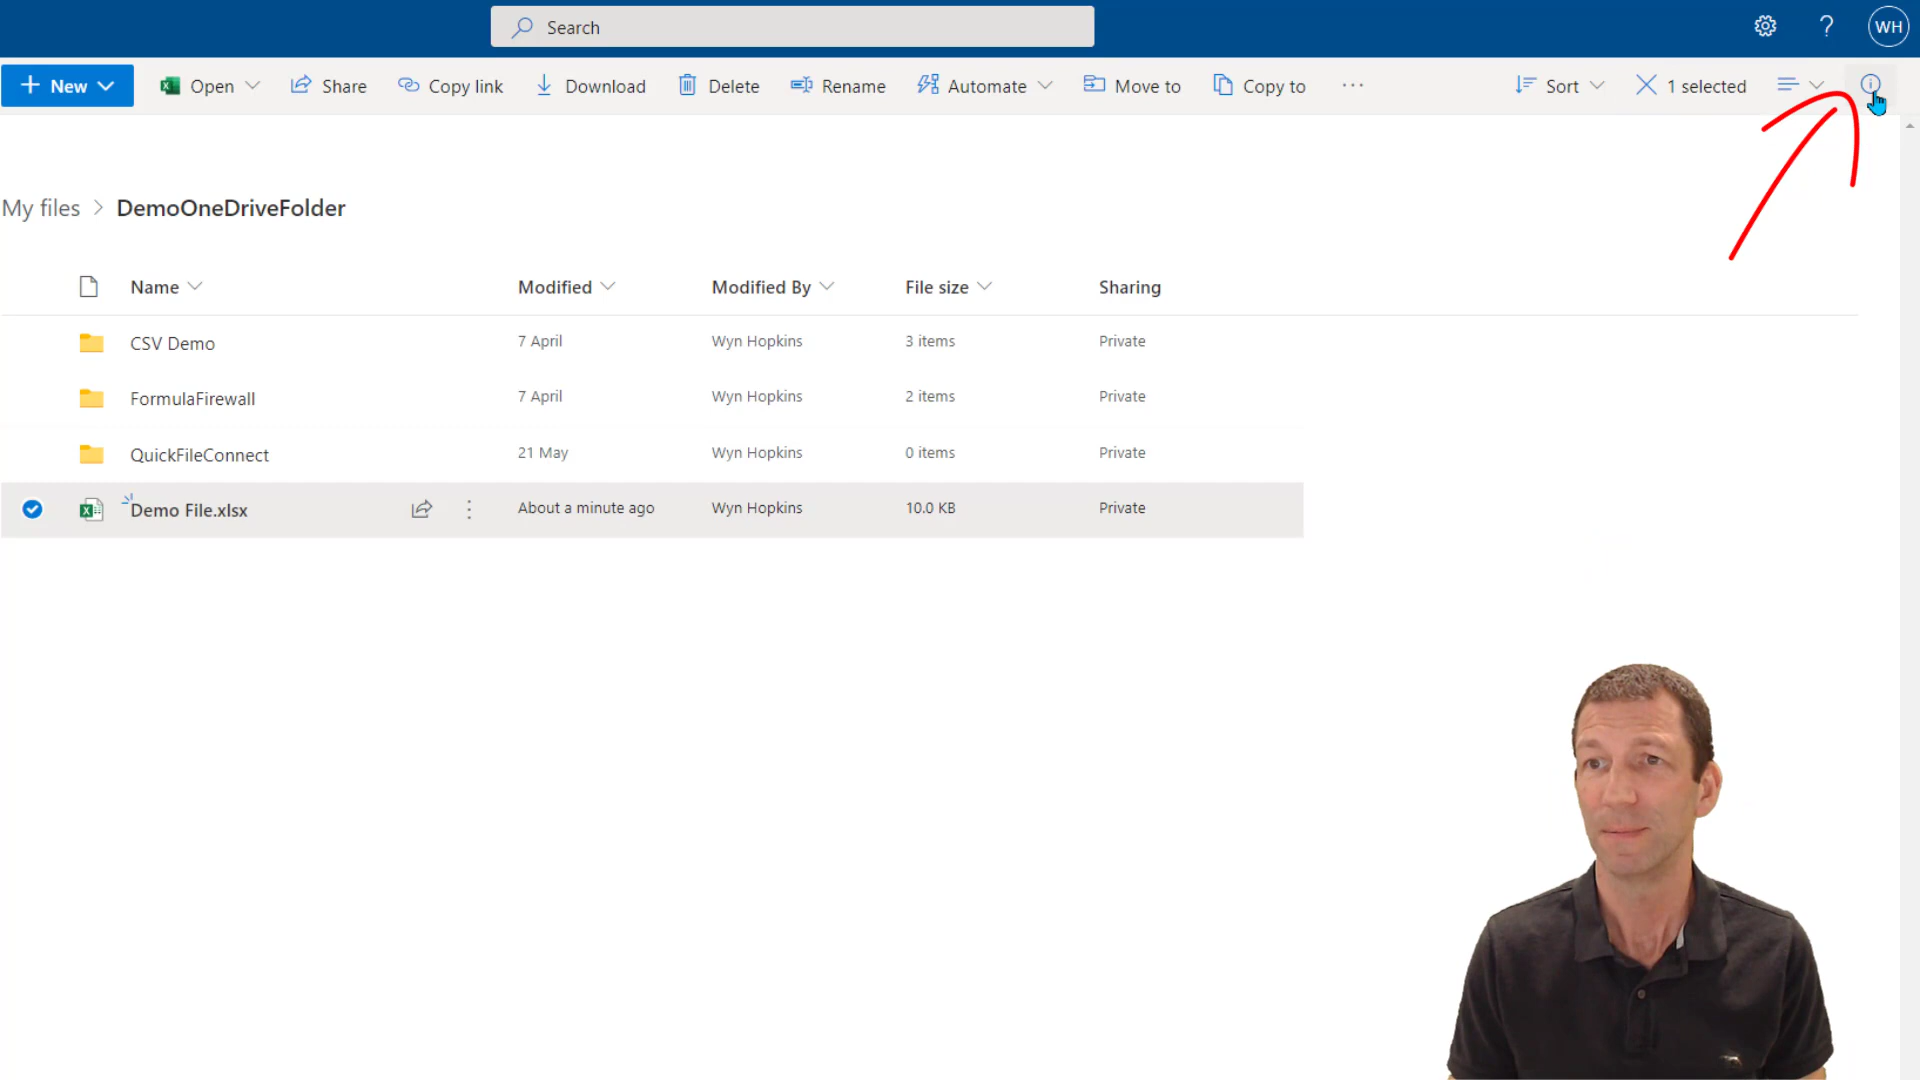 Search
?
WH
New
Open
Share
Copy link
Download
Delete
Rename
Automate
Move to
Copy to
...
Sort
1 selected
My files > DemoOneDriveFolder
Name Modified Modified By File size Sharing
CSV Demo 7 April Wyn Hopkins 3 items Private
FormulaFirewall 7 April Wyn Hopkins 2 items Private
QuickFileConnect 21 May Wyn Hopkins 0 items Private
Demo File.xlsx About a minute ago Wyn Hopkins 10.0 KB Private